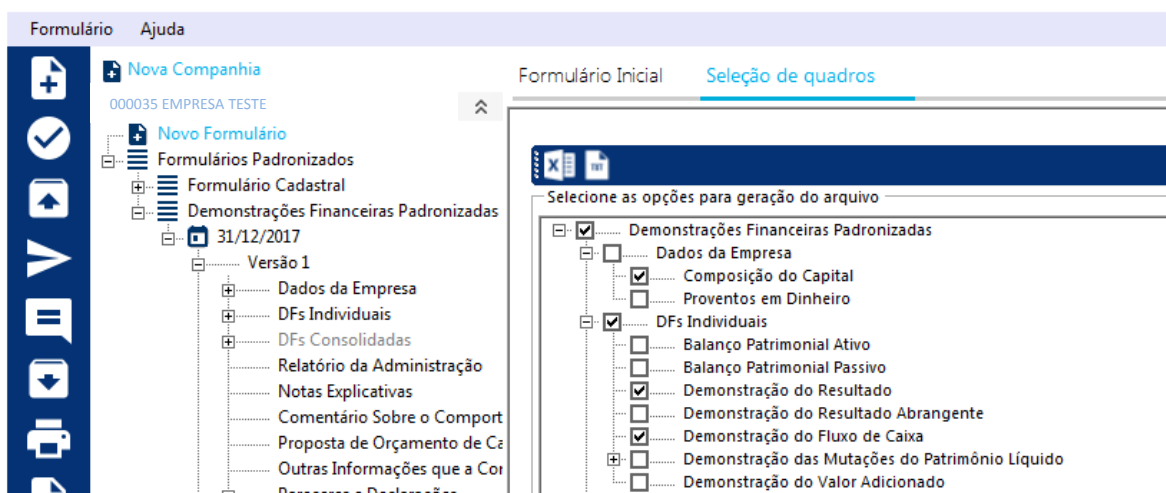 Formulário Ajuda
Nova Companhia
000035 EMPRESA TESTE
Novo Formulário
Formulários Padronizados
Formulário Cadastral
Demonstrações Financeiras Padronizadas
31/12/2017
Versão 1
Dados da Empresa
DFs Individuais
DFs Consolidadas
Relatório da Administração
Notas Explicativas
Comentário Sobre o Comport
Proposta de Orçamento de Ca
Outras Informações que a Cor
Formulário Inicial Seleção de quadros
TXT
Selecione as opções para geração do arquivo
Demonstrações Financeiras Padronizadas
Dados da Empresa
Composição do Capital
Proventos em Dinheiro
DFs Individuais
Balanço Patrimonial Ativo
Balanço Patrimonial Passivo
Demonstração do Resultado
Demonstração do Resultado Abrangente
Demonstração do Fluxo de Caixa
Demonstração das Mutações do Patrimônio Líquido
Demonstração do Valor Adicionado